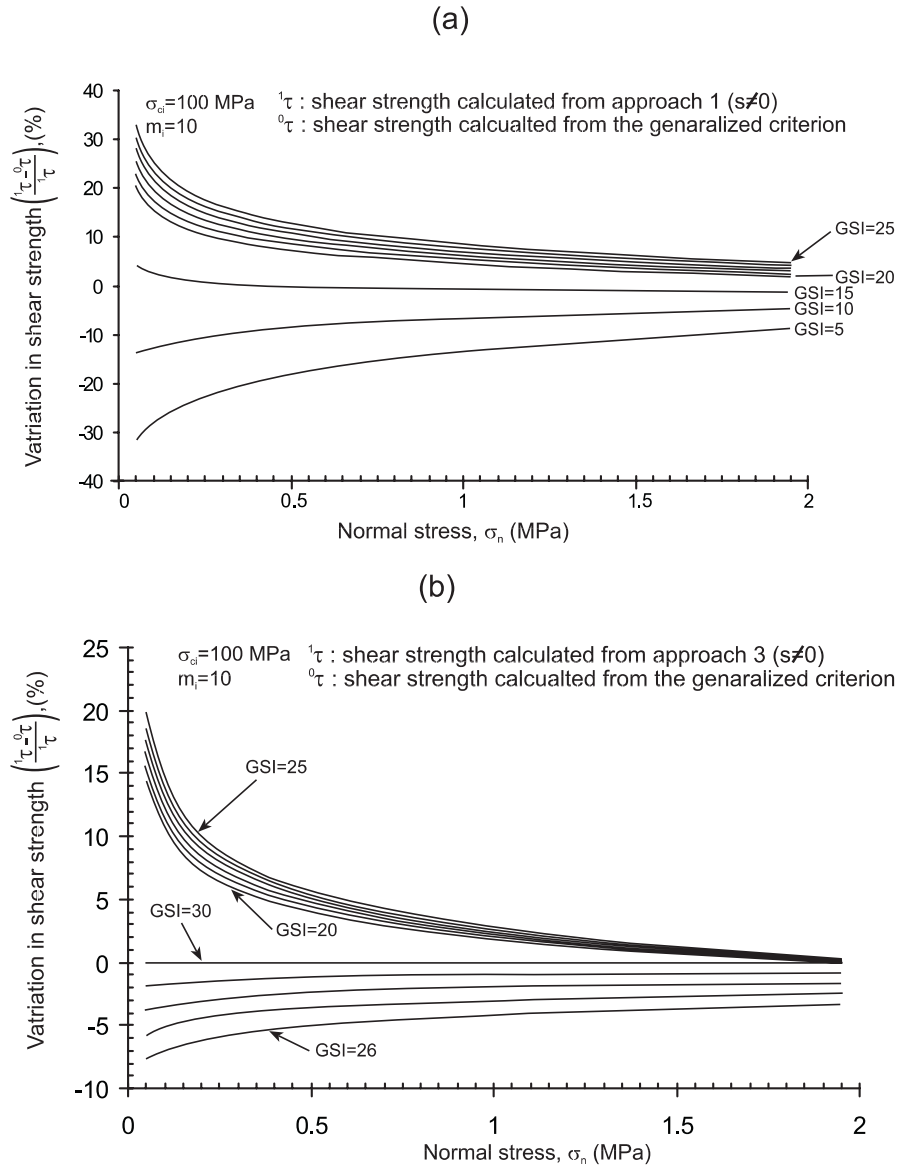 (a)
σci=100 MPa
mi=10
¹τ : shear strength calculated from approach 1 (s≠0)
⁰τ : shear strength calcualted from the genaralized criterion
Vatriation in shear strength (¹τ-⁰τ/¹τ),(%)
40
30
20
10
0
-10
-20
-30
-40
GSI=25
GSI=20
GSI=15
GSI=10
GSI=5
0 0.5 1 1.5 2
Normal stress, σn (MPa)
(b)
σci=100 MPa
mi=10
¹τ : shear strength calculated from approach 3 (s≠0)
⁰τ : shear strength calcualted from the genaralized criterion
Vatriation in shear strength (¹τ-⁰τ/¹τ),(%)
25
20
15
10
5
0
-5
-10
GSI=25
GSI=30
GSI=20
GSI=26
0 0.5 1 1.5 2
Normal stress, σn (MPa)